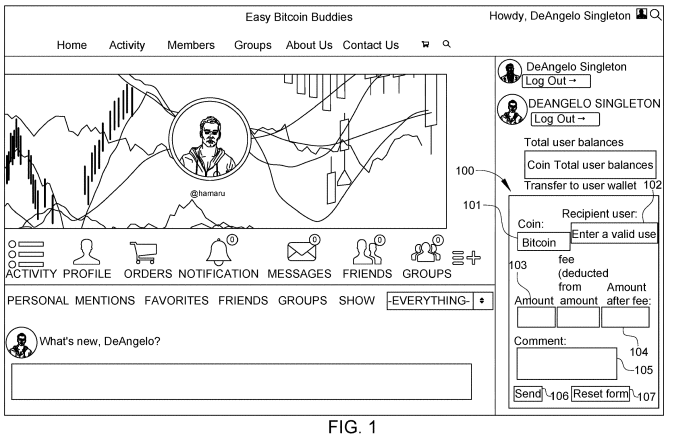 Easy Bitcoin Buddies
Howdy, DeAngelo Singleton
Home Activity Members Groups About Us Contact Us
DeAngelo Singleton
Log Out→
DEANGELO SINGLETON
Log Out→
@hamaru
Total user balances
Coin Total user balances
Transfer to user wallet
100
101
102
Coin:
Recipient user:
Bitcoin
Enter a valid use
0 0 0 0
ACTIVITY PROFILE ORDERS NOTIFICATION MESSAGES FRIENDS GROUPS
103
fee
(deducted
from
amount
Amount
Amount
after fee:
104
PERSONAL MENTIONS FAVORITES FRIENDS GROUPS SHOW -EVERYTHING-
What's new, DeAngelo?
Comment:
105
Send
106
Reset form
107
FIG. 1